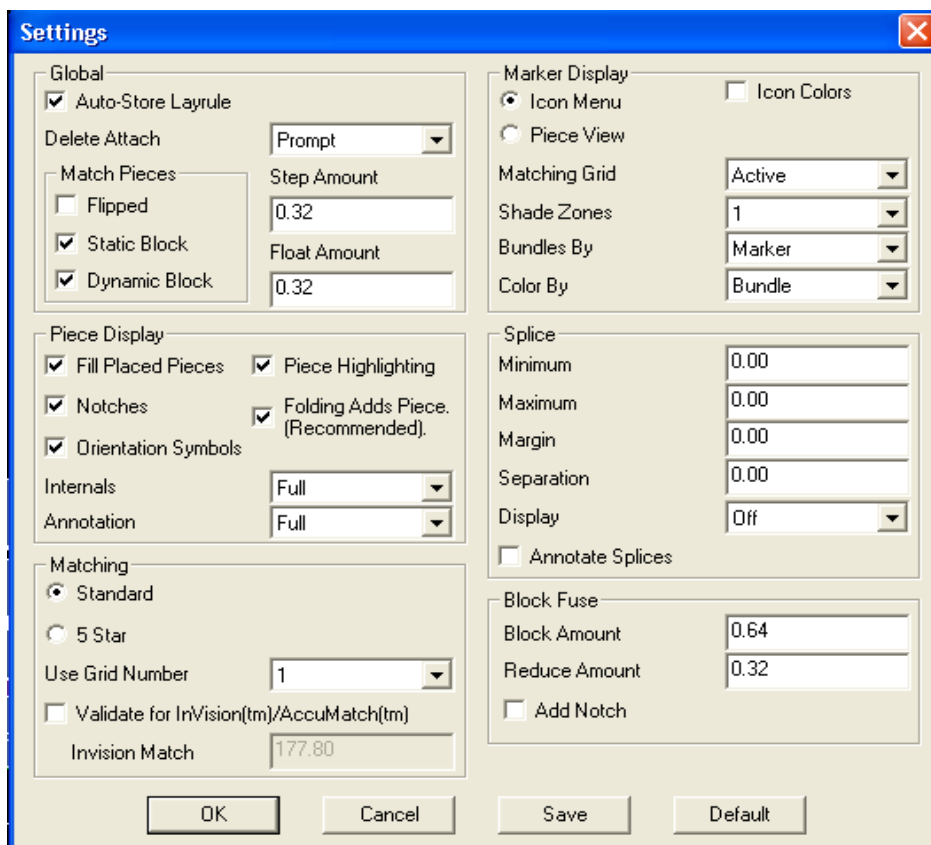 Settings
Global
Auto-Store Layrule
Delete Attach
Prompt
Match Pieces
Flipped
Static Block
Dynamic Block
Step Amount
0.32
Float Amount
0.32
Piece Display
Fill Placed Pieces
Piece Highlighting
Notches
Folding Adds Piece.
(Recommended).
Orientation Symbols
Internals
Full
Annotation
Full
Matching
Standard
5 Star
Use Grid Number
1
Validate for InVision(tm)/AccuMatch(tm)
Invision Match
177.80
Marker Display
Icon Menu
Icon Colors
Piece View
Matching Grid
Active
Shade Zones
1
Bundles By
Marker
Color By
Bundle
Splice
Minimum
0.00
Maximum
0.00
Margin
0.00
Separation
0.00
Display
Off
Annotate Splices
Block Fuse
Block Amount
0.64
Reduce Amount
0.32
Add Notch
OK
Cancel
Save
Default